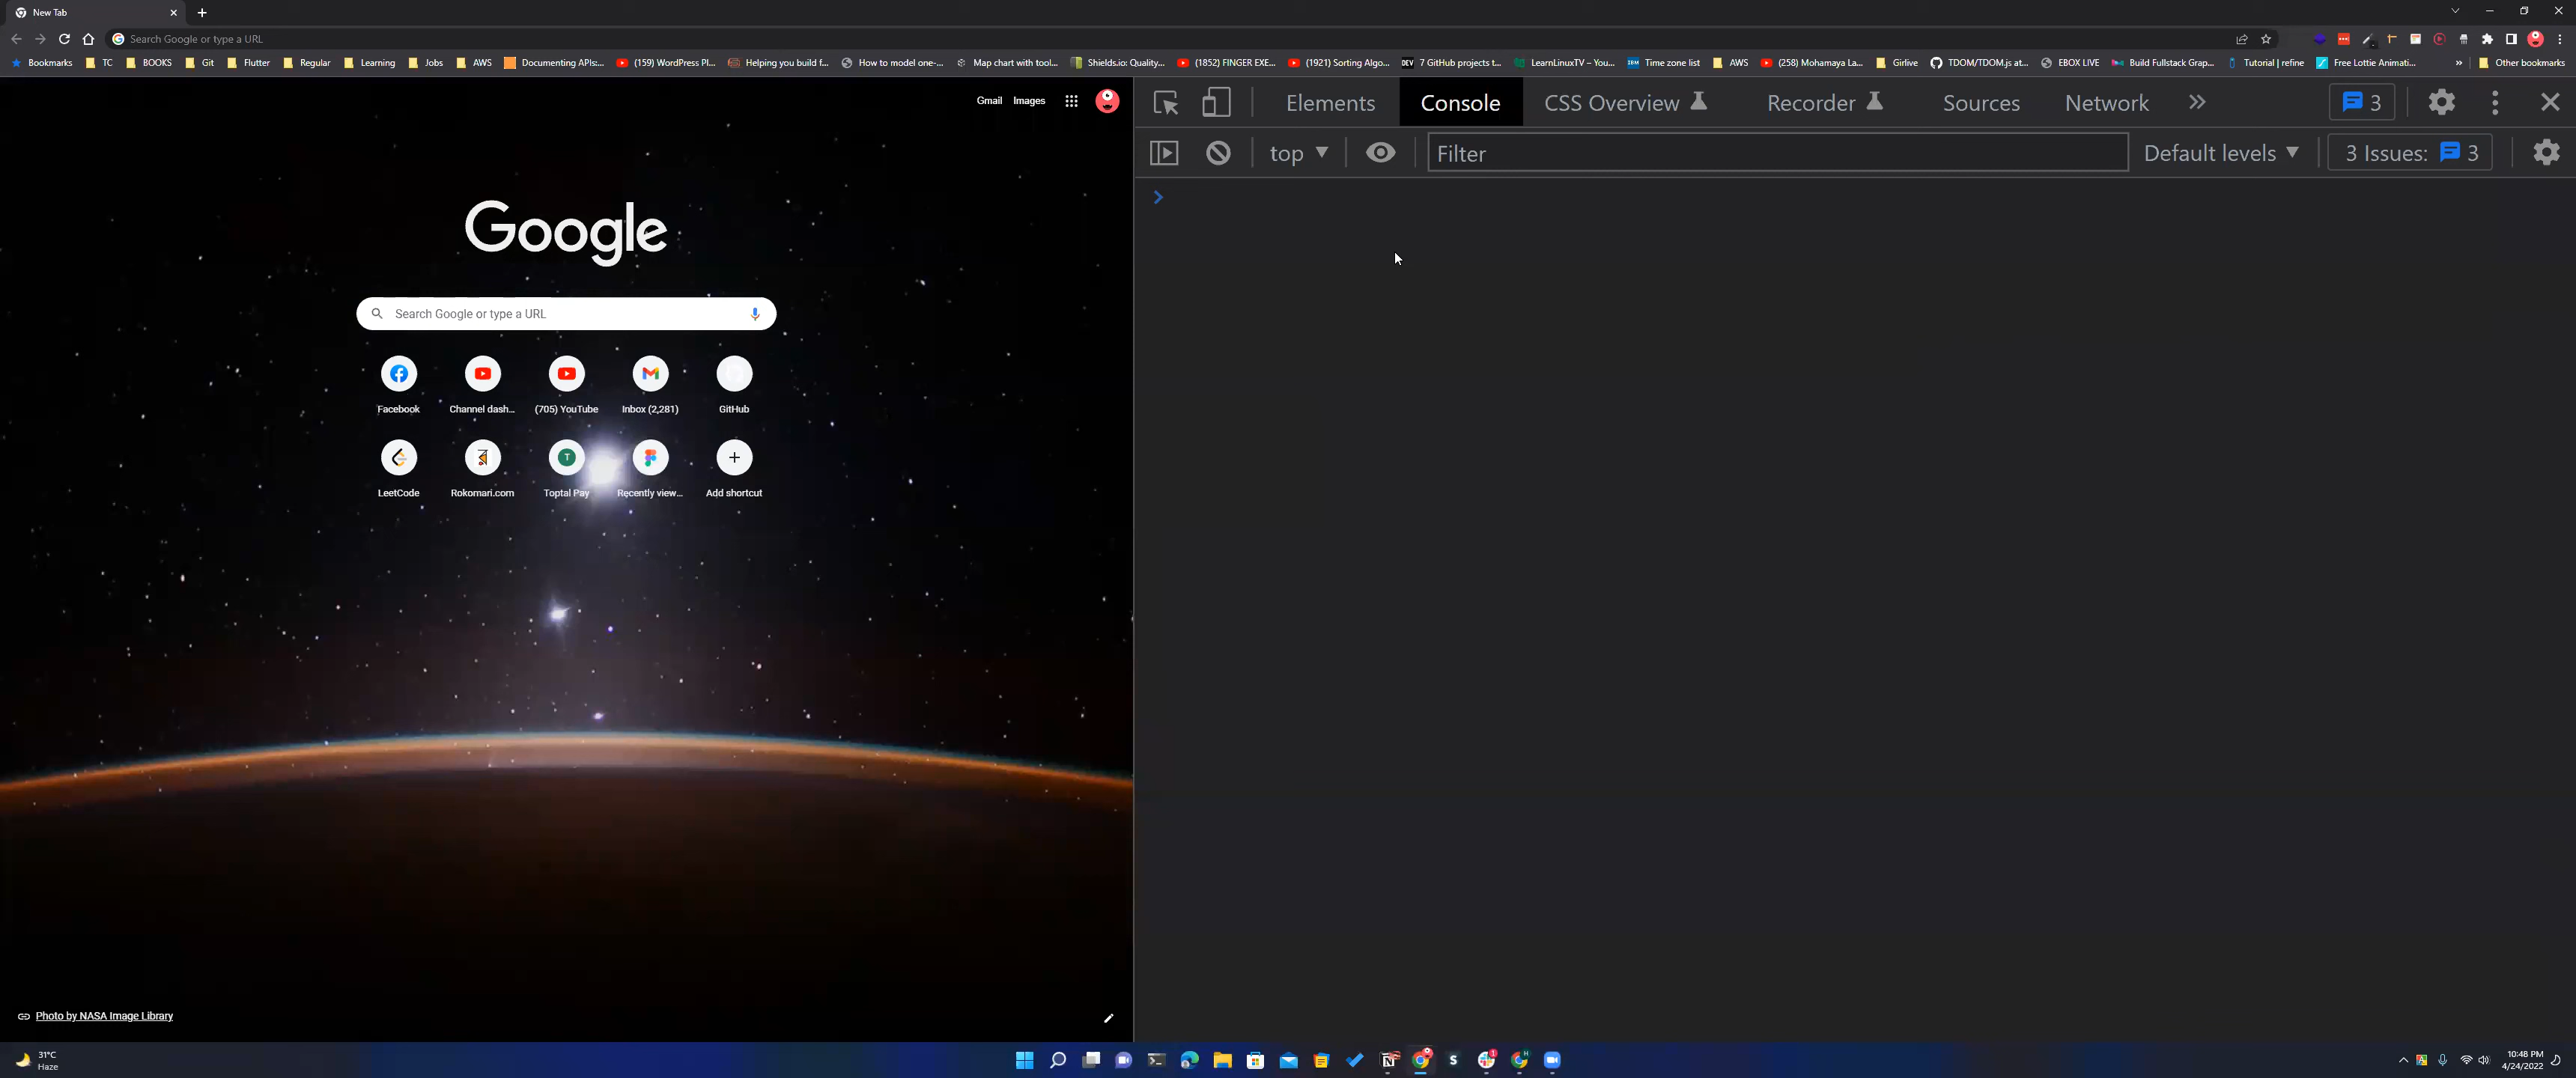 New Tab
Search Google or type a URL
Bookmarks TC BOOKS Git Flutter Regular Learning Jobs AWS Documenting APIs:... (159) WordPress Pl... Helping you build f... How to model one-... Map chart with tool... Shields.io: Quality... (1852) FINGER EXE... (1921) Sorting Algo... DEV 7 GitHub projects t... LearnLinuxTV – You... Time zone list AWS (258) Mohamaya La... Girlive TDOM/TDOM.js at... EBOX LIVE Build Fullstack Grap... Tutorial | refine Free Lottie Animati... » Other bookmarks
Gmail Images
Elements Console CSS Overview Recorder Sources Network » 3
top Filter Default levels 3 Issues: 3
Google
Search Google or type a URL
Facebook Channel dash... (705) YouTube Inbox (2,281) GitHub
T
LeetCode Rokomari.com Toptal Pay Recently view... Add shortcut
Photo by NASA Image Library
31°C
Haze
10:48 PM
4/24/2022